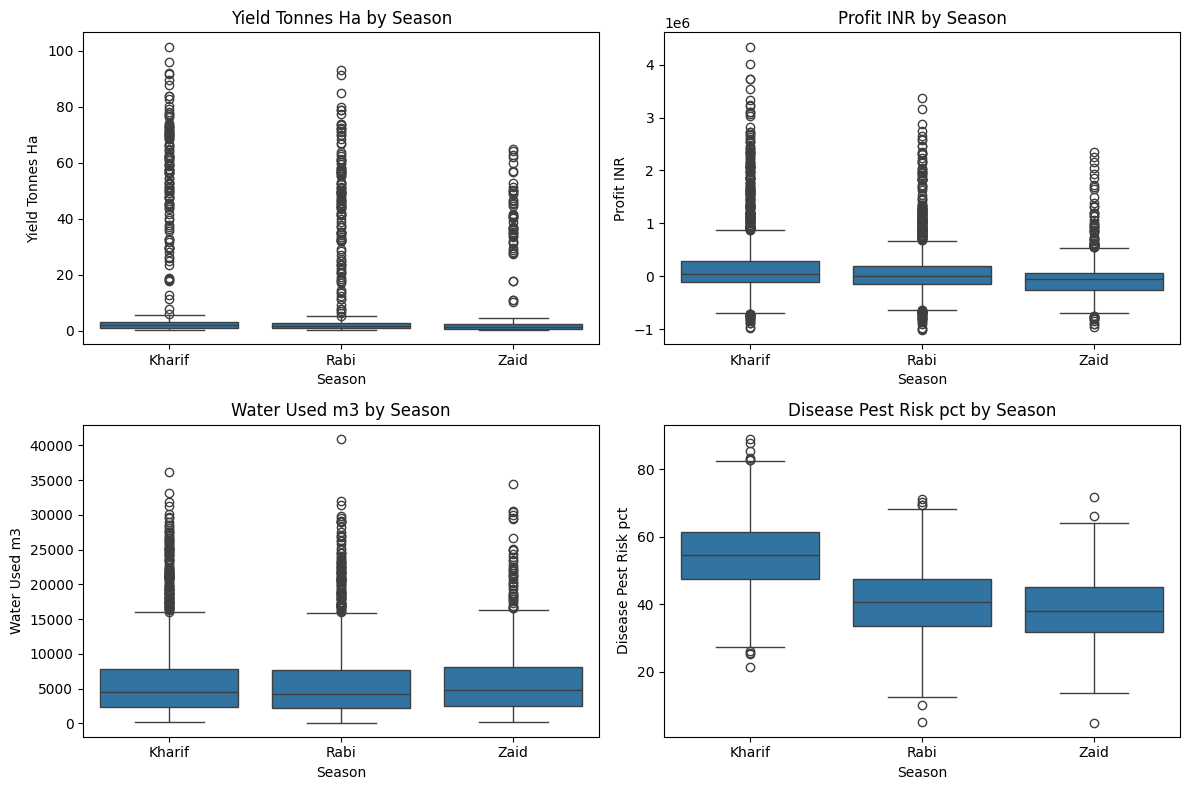 Yield Tonnes Ha by Season
Yield Tonnes Ha
100
80
60
40
20
0
Kharif Rabi Zaid
Season
Profit INR by Season
1e6
Profit INR
4
3
2
1
0
−1
Kharif Rabi Zaid
Season
Water Used m3 by Season
Water Used m3
40000
35000
30000
25000
20000
15000
10000
5000
0
Kharif Rabi Zaid
Season
Disease Pest Risk pct by Season
Disease Pest Risk pct
80
60
40
20
Kharif Rabi Zaid
Season